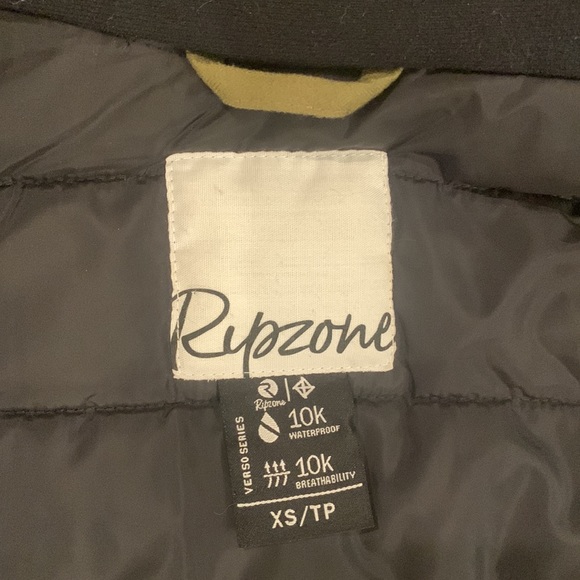 Ripzone
Ripzone
VERSO SERIES
10k
WATERPROOF
10k
BREATHABILITY
XS/TP